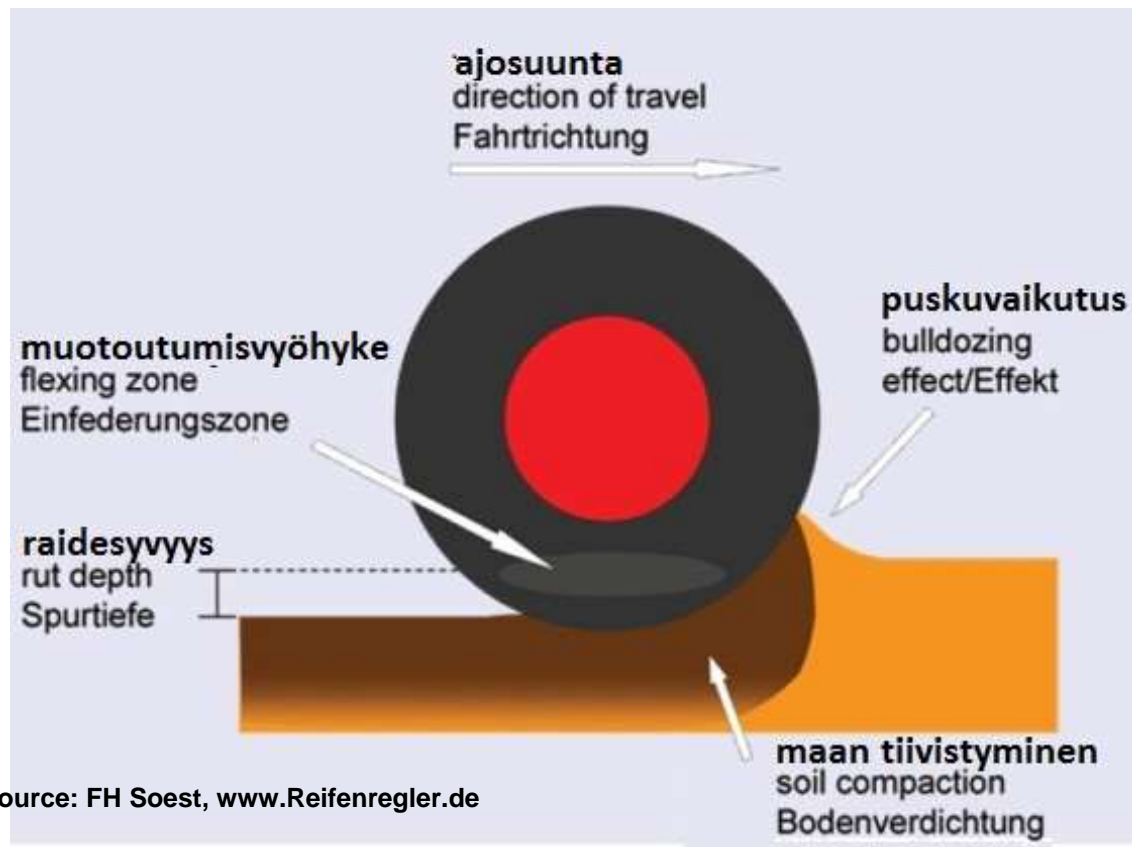 ajosuunta
direction of travel
Fahrtrichtung
puskuvaikutus
bulldozing
effect/Effekt
muotoutumisvyöhyke
flexing zone
Einfederungszone
raidesyvyys
rut depth
Spurtiefe
maan tiivistyminen
soil compaction
Bodenverdichtung
ource: FH Soest, www.Reifenregler.de